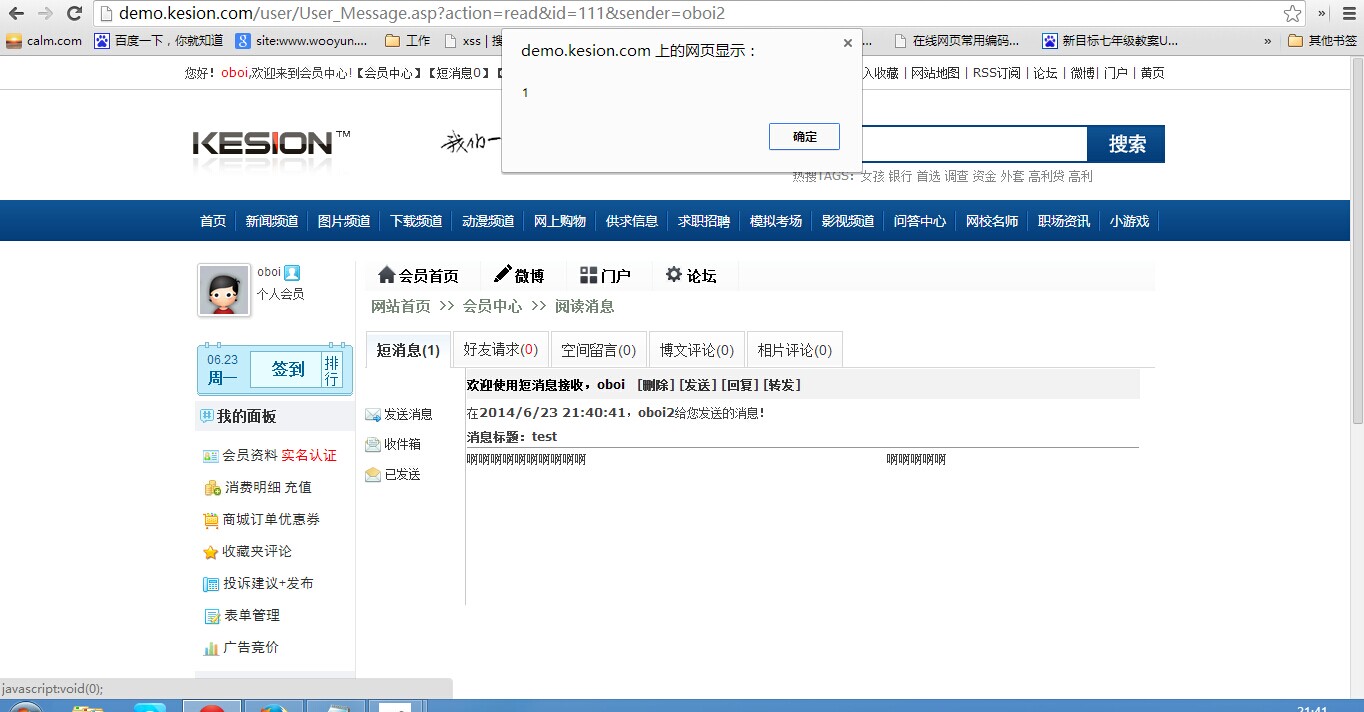 demo.kesion.com/user/User_Message.asp?action=read&id=111&sender=oboi2
calm.com 百度一下，你就知道 site:www.wooyun.... 工作 xss | 搜 ... 在线网页常用编码... 新目标七年级教案U... » 其他书签
demo.kesion.com 上的网页显示：
1
确定
您好！oboi,欢迎来到会员中心!【会员中心】【短消息0】【 入收藏 | 网站地图 | RSS订阅 | 论坛 | 微博 | 门户 | 黄页
KESION™ 我们一 搜索
热搜TAGS: 女孩 银行 首选 调查 资金 外套 高利贷 高利
首页 新闻频道 图片频道 下载频道 动漫频道 网上购物 供求信息 求职招聘 模拟考场 影视频道 问答中心 网校名师 职场资讯 小游戏
oboi
个人会员
会员首页 微博 门户 论坛
网站首页 >> 会员中心 >> 阅读消息
短消息(1) 好友请求(0) 空间留言(0) 博文评论(0) 相片评论(0)
06.23
周一
签到
排行
欢迎使用短消息接收，oboi [删除] [发送] [回复] [转发]
在2014/6/23 21:40:41，oboi2给您发送的消息！
消息标题：test
啊啊啊啊啊啊啊啊啊啊 啊啊啊啊啊
发送消息
收件箱
已发送
我的面板
会员资料 实名认证
消费明细 充值
商城订单优惠券
收藏夹评论
投诉建议+发布
表单管理
广告竞价
javascript:void(0);
21:41